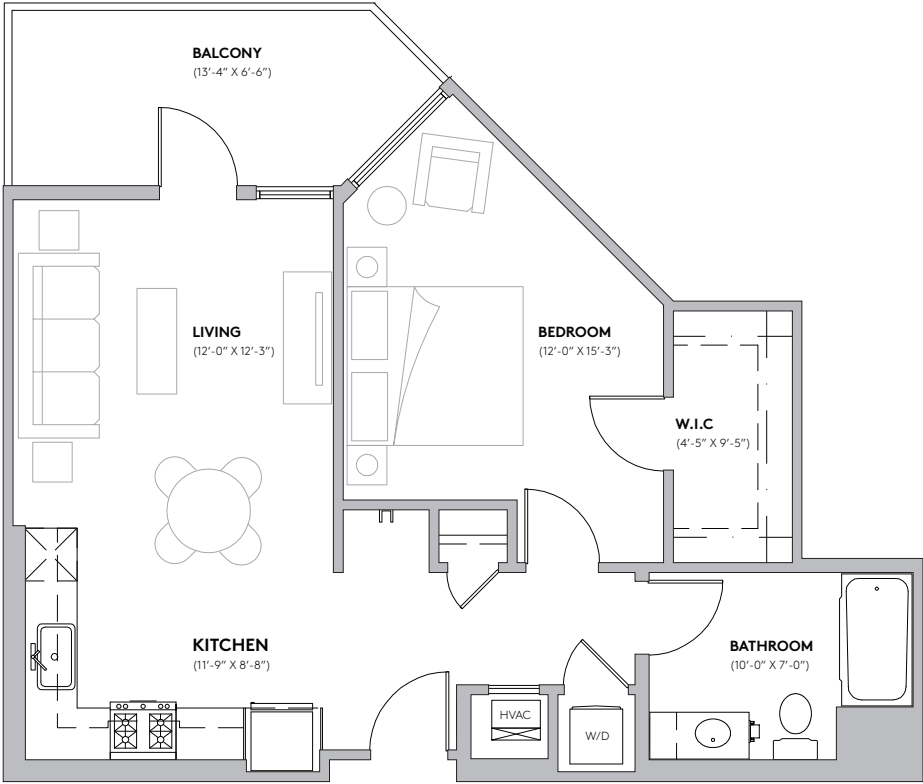 BALCONY
(13'-4" X 6'-6")
LIVING
(12'-0" X 12'-3")
BEDROOM
(12'-0" X 15'-3")
W.I.C
(4'-5" X 9'-5")
KITCHEN
(11'-9" X 8'-8")
BATHROOM
(10'-0" X 7'-0")
HVAC
W/D